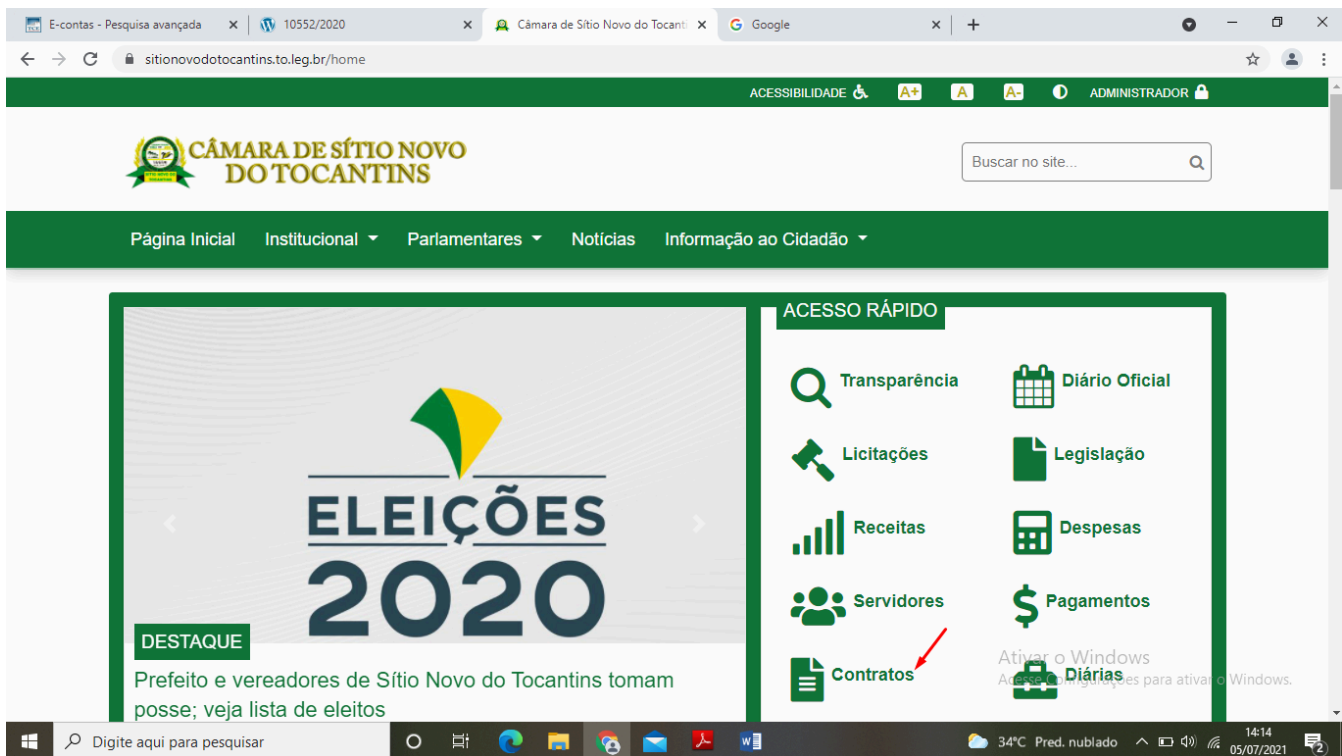 E-contas - Pesquisa avançada
10552/2020
Câmara de Sítio Novo do Tocanti
Google
sitionovodotocantins.to.leg.br/home
ACESSIBILIDADE A+ A A- ADMINISTRADOR
CÂMARA DE SÍTIO NOVO
DO TOCANTINS
Buscar no site...
Página Inicial Institucional Parlamentares Notícias Informação ao Cidadão
ACESSO RÁPIDO
Transparência Diário Oficial
Licitações Legislação
Receitas Despesas
Servidores Pagamentos
Contratos Diárias
ELEIÇÕES
2020
DESTAQUE
Prefeito e vereadores de Sítio Novo do Tocantins tomam
posse; veja lista de eleitos
Ativar o Windows
Acesse Configurações para ativar o Windows.
Digite aqui para pesquisar
34°C Pred. nublado
14:14
05/07/2021
2